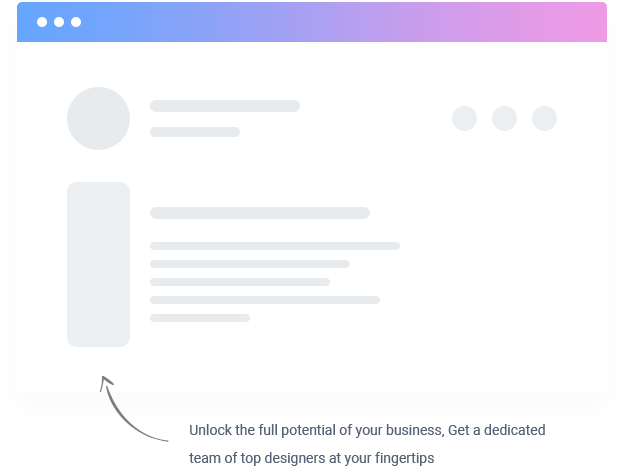 Unlock the full potential of your business, Get a dedicated
team of top designers at your fingertips